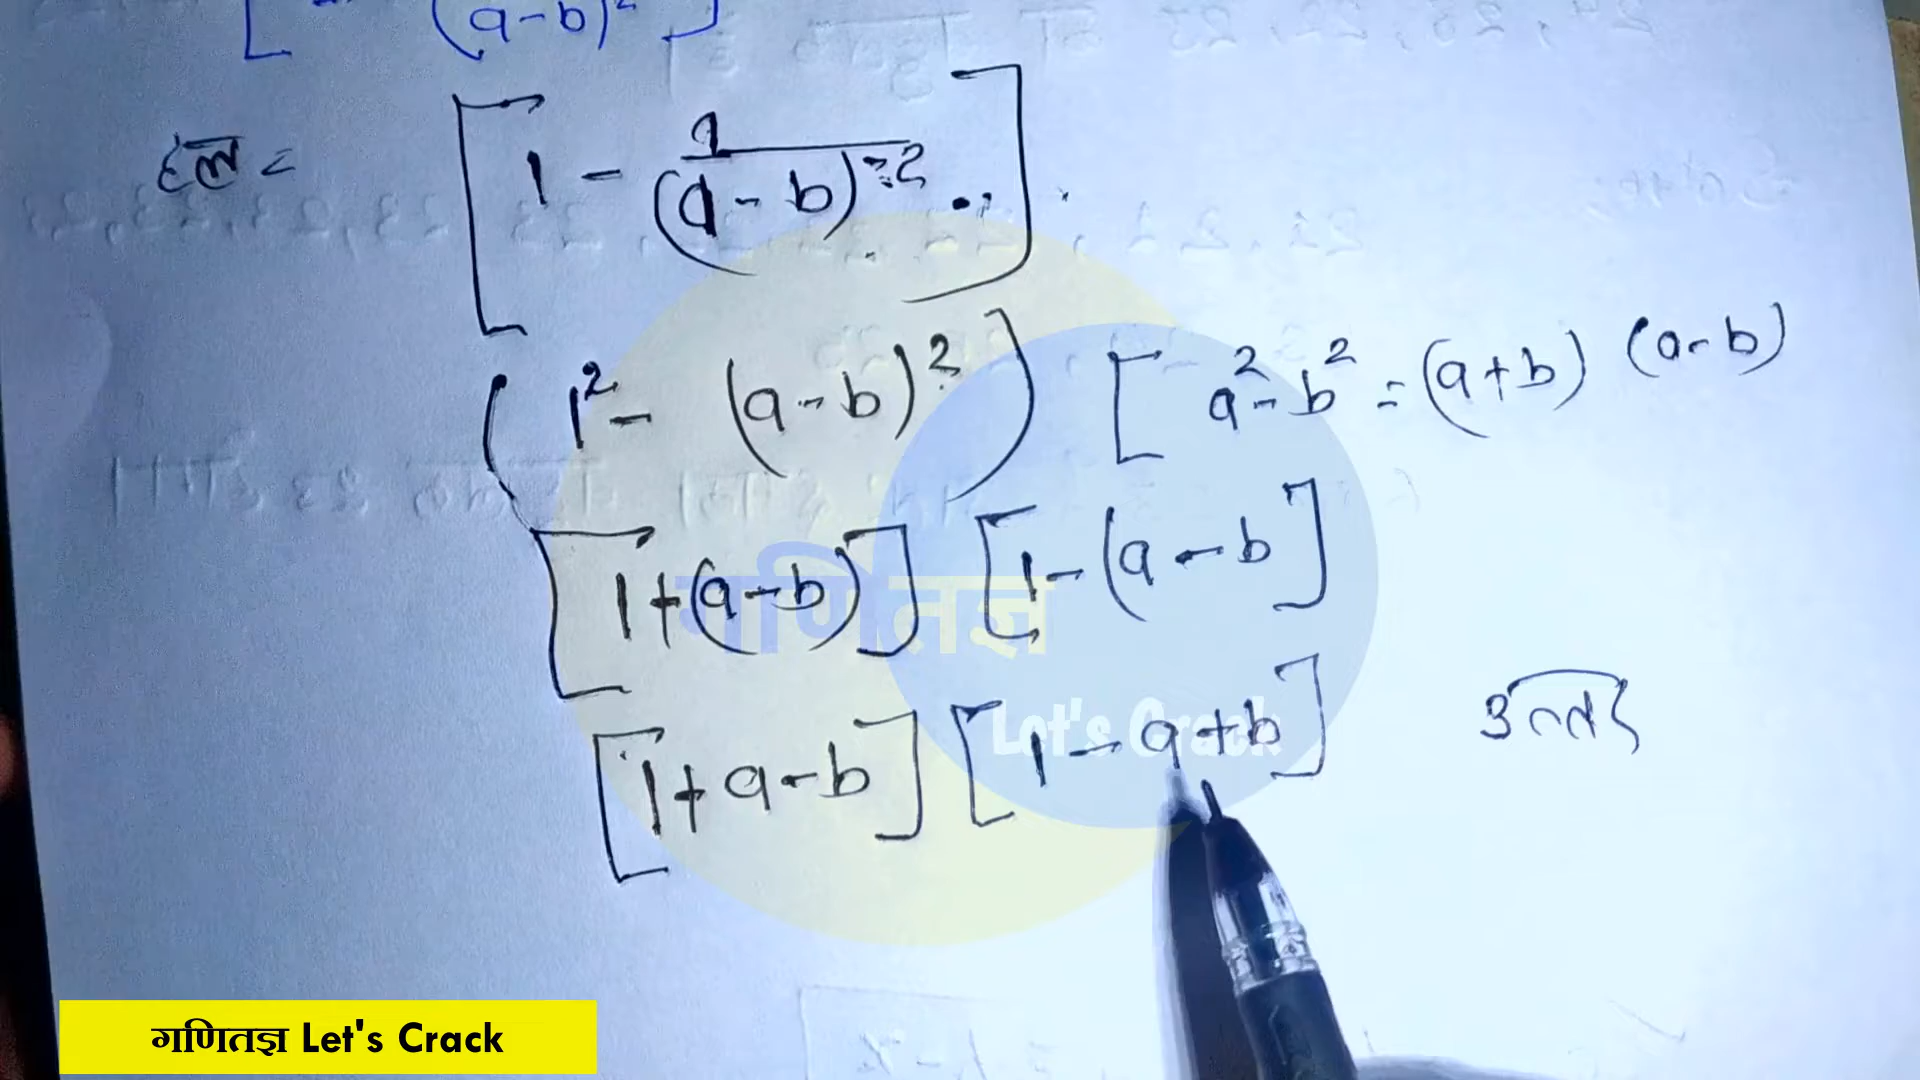 (a-b)²]
हल = [1 - 1/(a-b)⁻²]
(1² - (a-b)²) [a² - b² = (a+b) (a-b)
[1+(a-b)] [1-(a-b]
[1+a-b] [1-a+b] उत्तर
गणितज्ञ
Let's Crack
गणितज्ञ Let's Crack